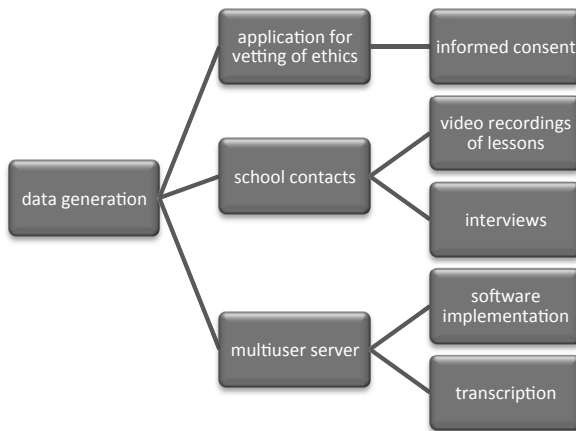 application for
vetting of ethics
informed consent
video recordings
of lessons
school contacts
data generation
interviews
software
implementation
multiuser server
transcription